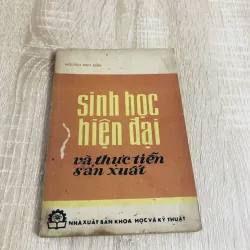 sinh học
hiện đại
và thực tiễn
sản xuất
NHÀ XUẤT BẢN KHOA HỌC VÀ KỸ THUẬT